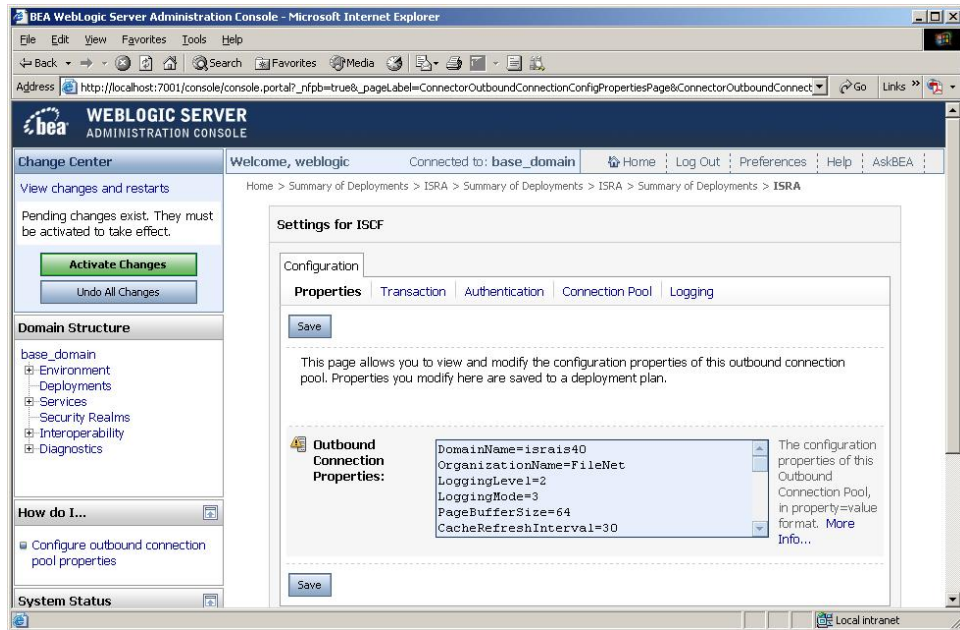 BEA WebLogic Server Administration Console - Microsoft Internet Explorer
File Edit View Favorites Tools Help
Back Search Favorites Media
Address http://localhost:7001/console/console.portal?_nfpb=true&_pageLabel=ConnectorOutboundConnectionConfigPropertiesPage&ConnectorOutboundConnect Go Links »
bea WEBLOGIC SERVER
ADMINISTRATION CONSOLE
Change Center
Welcome, weblogic Connected to: base_domain Home Log Out Preferences Help AskBEA
View changes and restarts
Home > Summary of Deployments > ISRA > Summary of Deployments > ISRA > Summary of Deployments > ISRA
Pending changes exist. They must
be activated to take effect.
Activate Changes
Undo All Changes
Domain Structure
base_domain
Environment
Deployments
Services
Security Realms
Interoperability
Diagnostics
How do I...
Configure outbound connection
pool properties
System Status
Settings for ISCF
Configuration
Properties Transaction Authentication Connection Pool Logging
Save
This page allows you to view and modify the configuration properties of this outbound connection
pool. Properties you modify here are saved to a deployment plan.
Outbound
Connection
Properties:
DomainName=israis40
OrganizationName=FileNet
LoggingLevel=2
LoggingMode=3
PageBufferSize=64
CacheRefreshInterval=30
The configuration
properties of this
Outbound
Connection Pool,
in property=value
format. More
Info...
Save
Local intranet